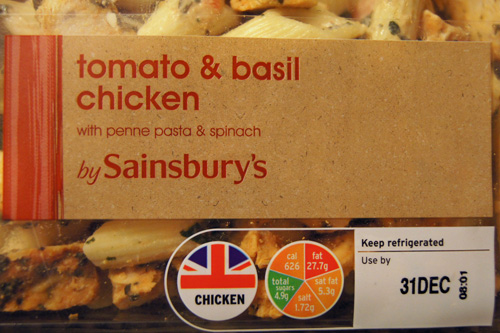 tomato & basil
chicken
with penne pasta & spinach
by Sainsbury's
CHICKEN
cal
626
fat
27.7g
total
sugars
4.9g
sat fat
5.3g
salt
1.72g
Keep refrigerated
Use by
31DEC
08:01